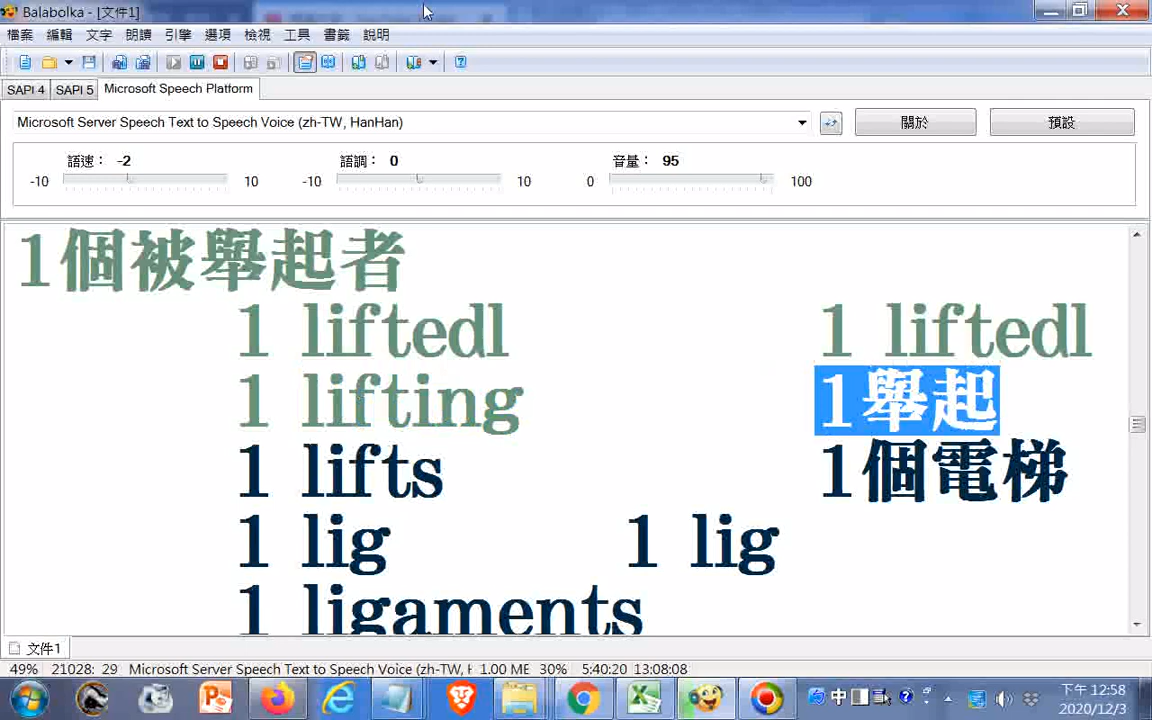 Balabolka - [文件1]
檔案 編輯 文字 朗讀 引擎 選項 檢視 工具 書籤 說明
SAPI 4 SAPI 5 Microsoft Speech Platform
Microsoft Server Speech Text to Speech Voice (zh-TW, HanHan) 關於 預設
語速： -2 語調： 0 音量： 95
-10 10 -10 10 0 100
1個被舉起者
1 liftedl 1 liftedl
1 lifting 1舉起
1 lifts 1個電梯
1 lig 1 lig
1 ligaments
文件1
49% 21028: 29 Microsoft Server Speech Text to Speech Voice (zh-TW, H 1.00 ME 30% 5:40:20 13:08:08
中 下午 12:58
2020/12/3